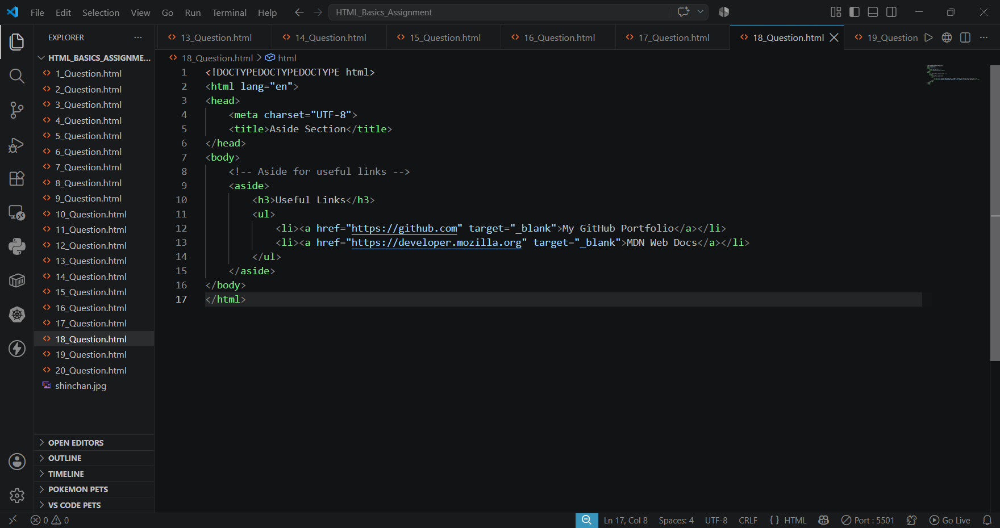 File Edit Selection View Go Run Terminal Help
HTML_Basics_Assignment
EXPLORER
HTML_BASICS_ASSIGNME...
1_Question.html
2_Question.html
3_Question.html
4_Question.html
5_Question.html
6_Question.html
7_Question.html
8_Question.html
9_Question.html
10_Question.html
11_Question.html
12_Question.html
13_Question.html
14_Question.html
15_Question.html
16_Question.html
17_Question.html
18_Question.html
19_Question.html
20_Question.html
shinchan.jpg
OPEN EDITORS
OUTLINE
TIMELINE
POKEMON PETS
VS CODE PETS
13_Question.html 14_Question.html 15_Question.html 16_Question.html 17_Question.html 18_Question.html 19_Question
18_Question.html > html
1 <!DOCTYPEDOCTYPEDOCTYPE html>
2 <html lang="en">
3 <head>
4 <meta charset="UTF-8">
5 <title>Aside Section</title>
6 </head>
7 <body>
8 <!-- Aside for useful links -->
9 <aside>
10 <h3>Useful Links</h3>
11 <ul>
12 <li><a href="https://github.com" target="_blank">My GitHub Portfolio</a></li>
13 <li><a href="https://developer.mozilla.org" target="_blank">MDN Web Docs</a></li>
14 </ul>
15 </aside>
16 </body>
17 </html>
0 0 Ln 17, Col 8 Spaces: 4 UTF-8 CRLF { } HTML Port : 5501 Go Live